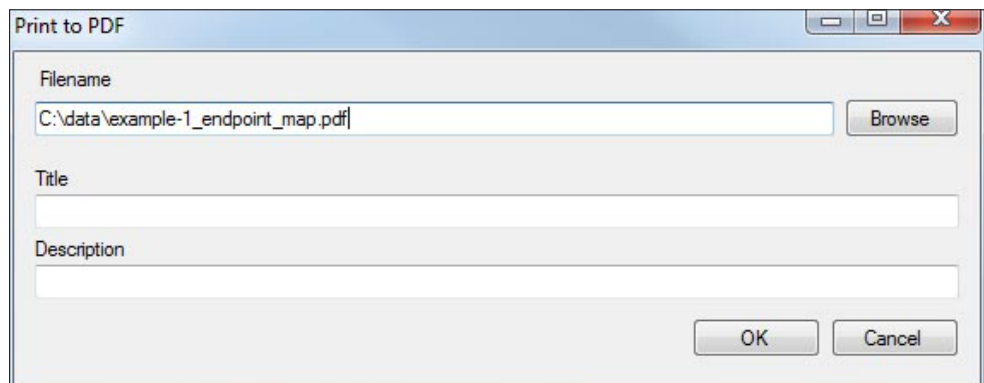 Print to PDF
Filename
C:\data\example-1_endpoint_map.pdf
Browse
Title
Description
OK
Cancel